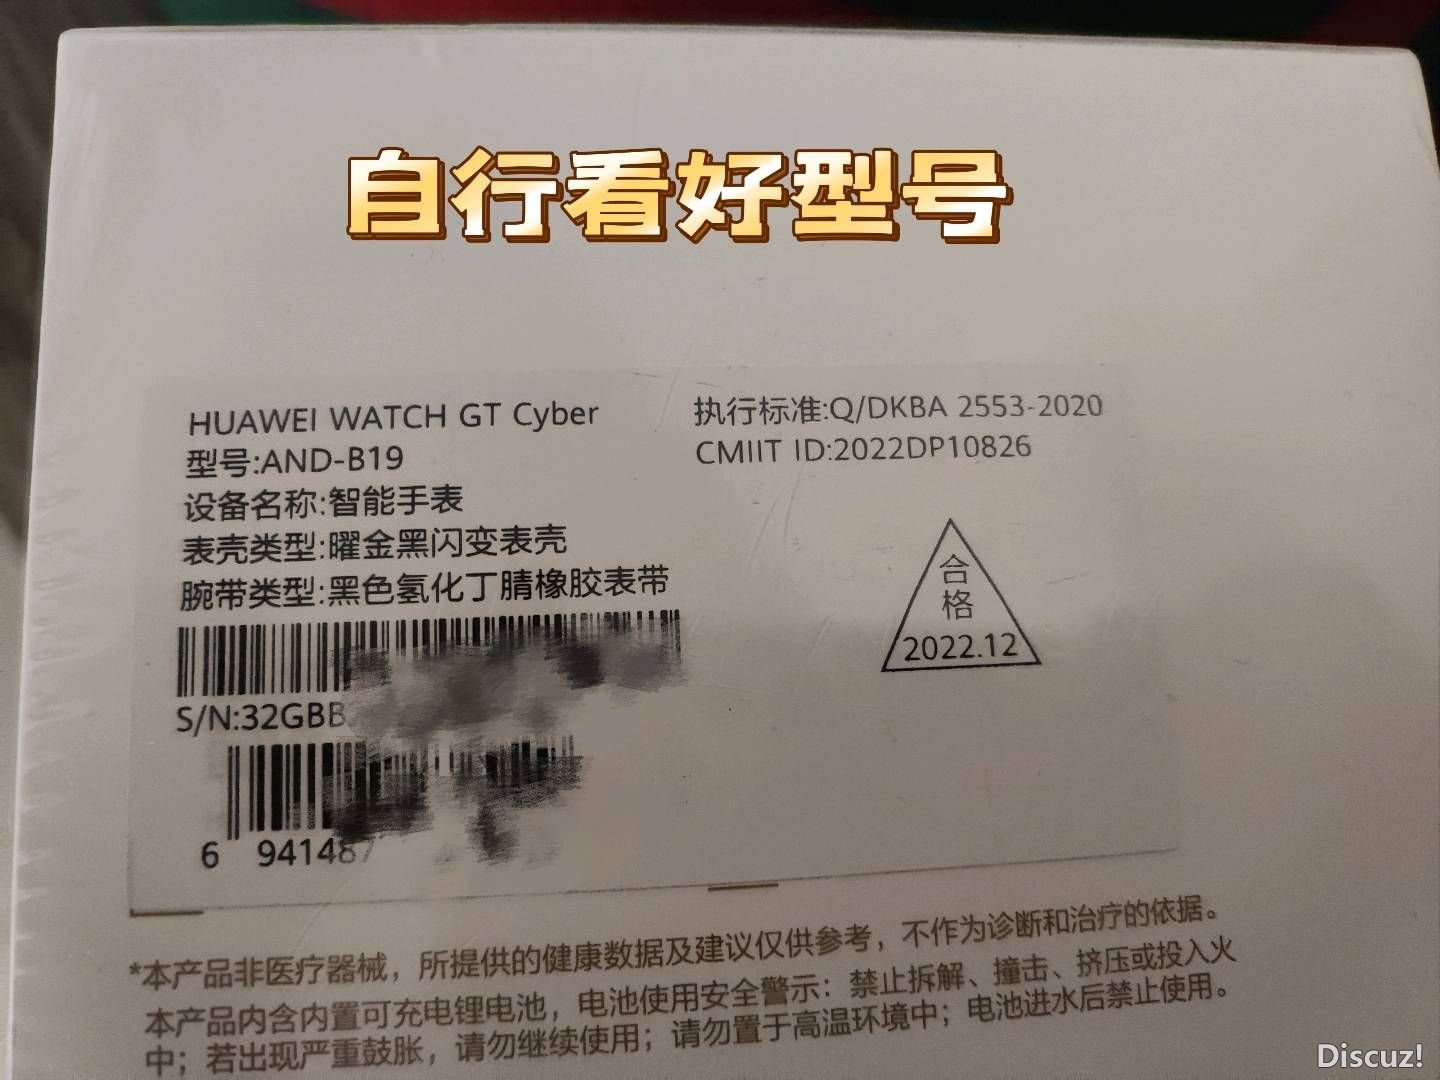 自行看好型号
HUAWEI WATCH GT Cyber
型号:AND-B19
设备名称:智能手表
表壳类型:曜金黑闪变表壳
腕带类型:黑色氢化丁腈橡胶表带
执行标准:Q/DKBA 2553-2020
CMIIT ID:2022DP10826
合
格
2022.12
S/N:32GBB
6 941487
*本产品非医疗器械，所提供的健康数据及建议仅供参考，不作为诊断和治疗的依据。
本产品内含内置可充电锂电池，电池使用安全警示：禁止拆解、撞击、挤压或投入火
中；若出现严重鼓胀，请勿继续使用；请勿置于高温环境中；电池进水后禁止使用。
Discuz!